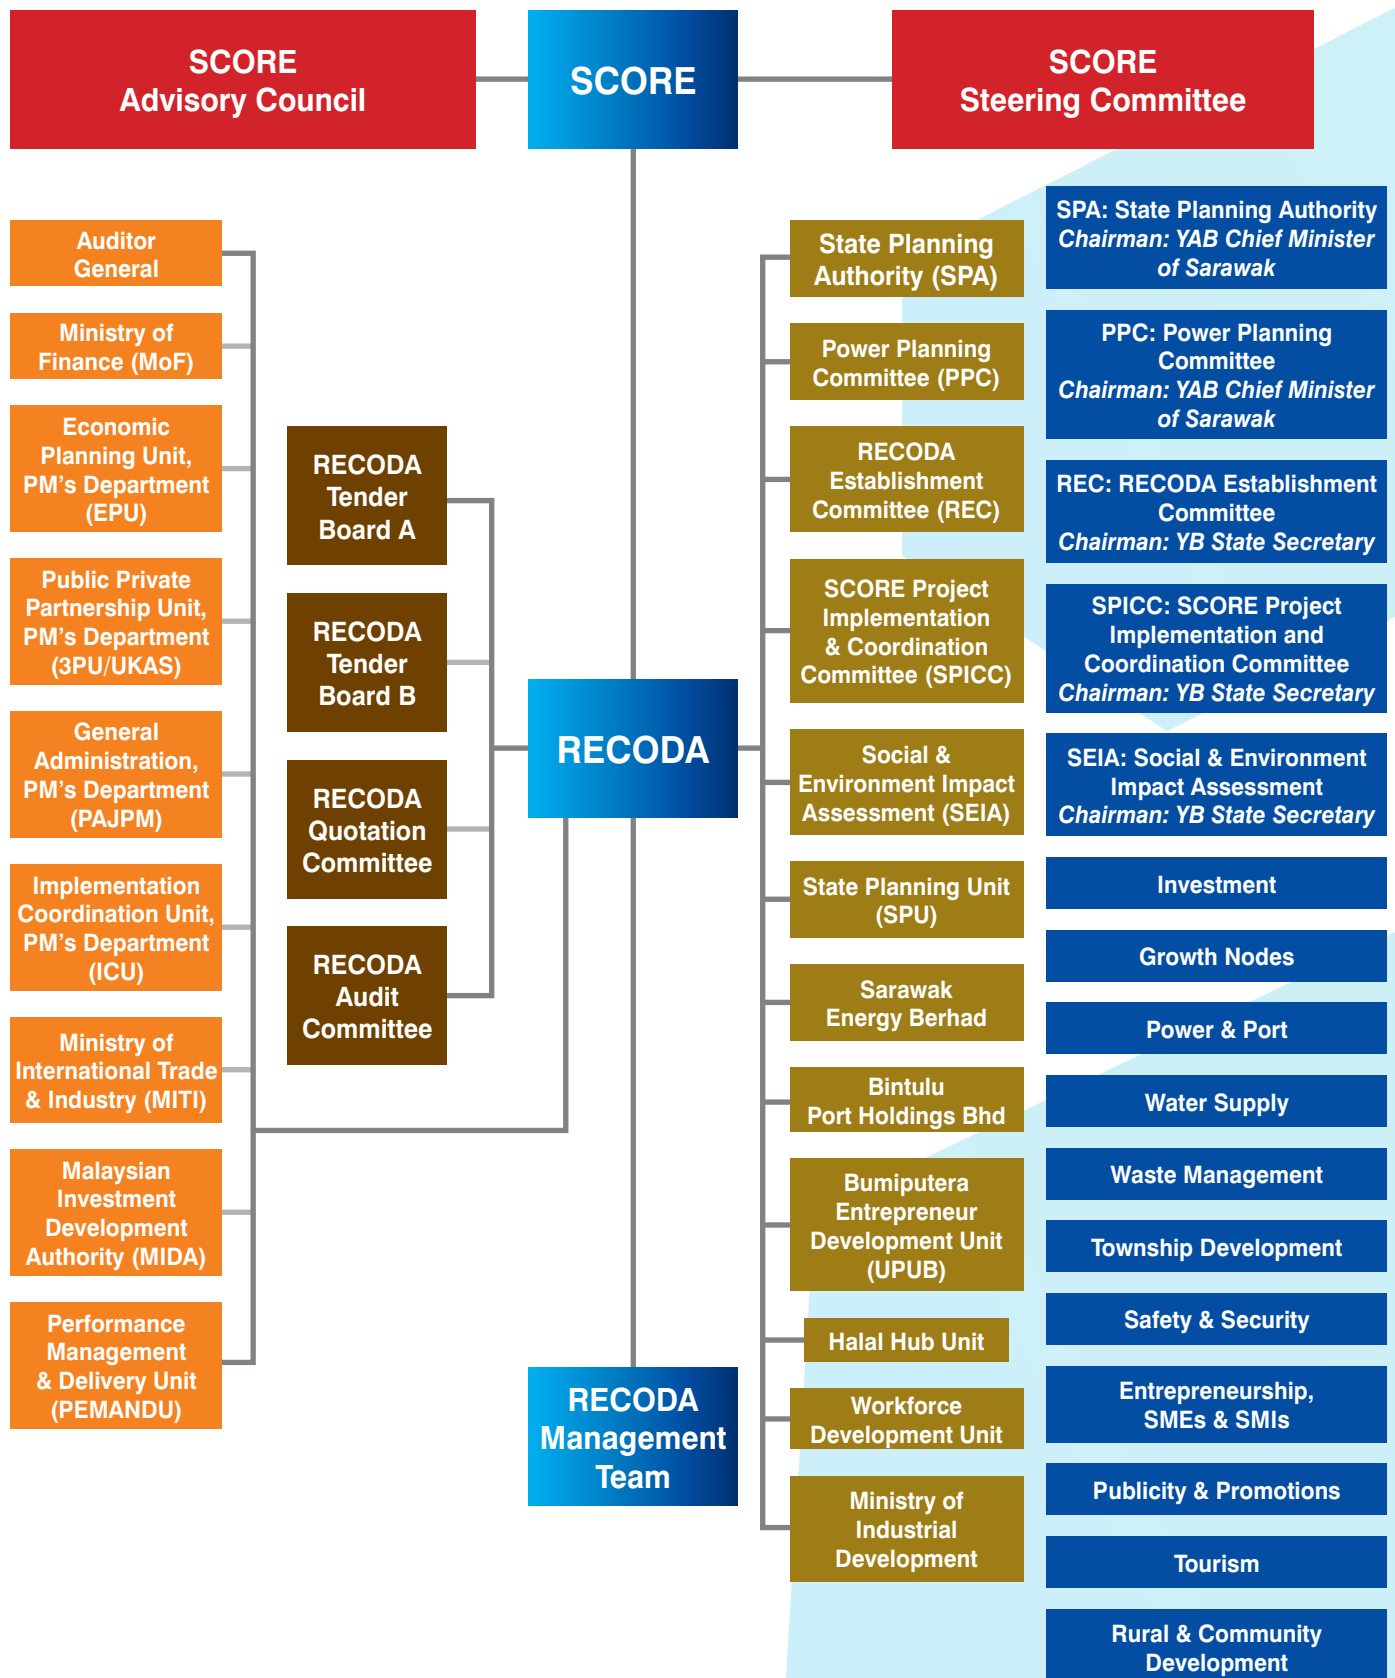 SCORE
Advisory Council
SCORE
SCORE
Steering Committee
Auditor
General
Ministry of
Finance (MoF)
Economic
Planning Unit,
PM's Department
(EPU)
Public Private
Partnership Unit,
PM's Department
(3PU/UKAS)
General
Administration,
PM's Department
(PAJPM)
Implementation
Coordination Unit,
PM's Department
(ICU)
Ministry of
International Trade
& Industry (MITI)
Malaysian
Investment
Development
Authority (MIDA)
Performance
Management
& Delivery Unit
(PEMANDU)
RECODA
Tender
Board A
RECODA
Tender
Board B
RECODA
Quotation
Committee
RECODA
Audit
Committee
RECODA
RECODA
Management
Team
State Planning
Authority (SPA)
Power Planning
Committee (PPC)
RECODA
Establishment
Committee (REC)
SCORE Project
Implementation
& Coordination
Committee (SPICC)
Social &
Environment Impact
Assessment (SEIA)
State Planning Unit
(SPU)
Sarawak
Energy Berhad
Bintulu
Port Holdings Bhd
Bumiputera
Entrepreneur
Development Unit
(UPUB)
Halal Hub Unit
Workforce
Development Unit
Ministry of
Industrial
Development
SPA: State Planning Authority
Chairman: YAB Chief Minister
of Sarawak
PPC: Power Planning
Committee
Chairman: YAB Chief Minister
of Sarawak
REC: RECODA Establishment
Committee
Chairman: YB State Secretary
SPICC: SCORE Project
Implementation and
Coordination Committee
Chairman: YB State Secretary
SEIA: Social & Environment
Impact Assessment
Chairman: YB State Secretary
Investment
Growth Nodes
Power & Port
Water Supply
Waste Management
Township Development
Safety & Security
Entrepreneurship,
SMEs & SMIs
Publicity & Promotions
Tourism
Rural & Community
Development